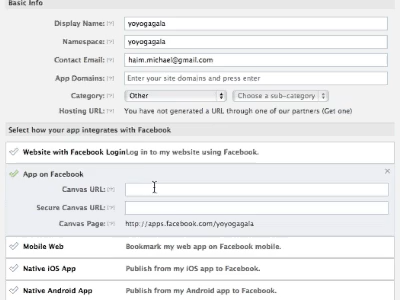 Basic Info
Display Name: [?] yoyogagala
Namespace: [?] yoyogagala
Contact Email: [?] haim.michael@gmail.com
App Domains: [?] Enter your site domains and press enter
Category: [?] Other Choose a sub-category
Hosting URL: [?] You have not generated a URL through one of our partners (Get one)
Select how your app integrates with Facebook
Website with Facebook Login Log in to my website using Facebook.
App on Facebook ×
Canvas URL: [?]
Secure Canvas URL: [?]
Canvas Page: [?] http://apps.facebook.com/yoyogagala
Mobile Web Bookmark my web app on Facebook mobile.
Native iOS App Publish from my iOS app to Facebook.
Native Android App Publish from my Android app to Facebook.